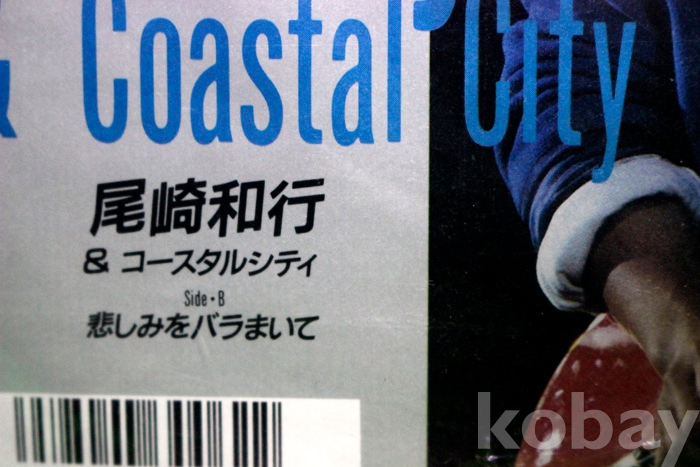 & Coastal City
尾崎和行
& コースタルシティ
Side・B
悲しみをバラまいて
kobay